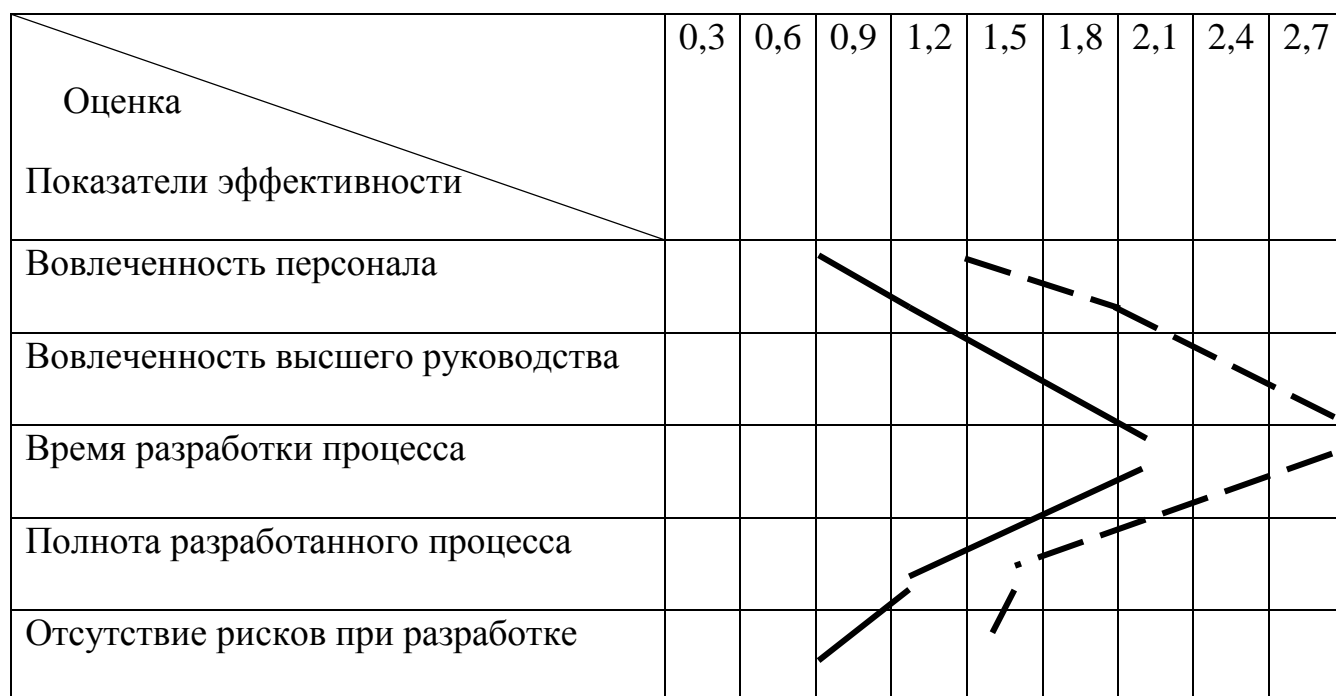 0,3 0,6 0,9 1,2 1,5 1,8 2,1 2,4 2,7
Оценка
Показатели эффективности
Вовлеченность персонала
Вовлеченность высшего руководства
Время разработки процесса
Полнота разработанного процесса
Отсутствие рисков при разработке